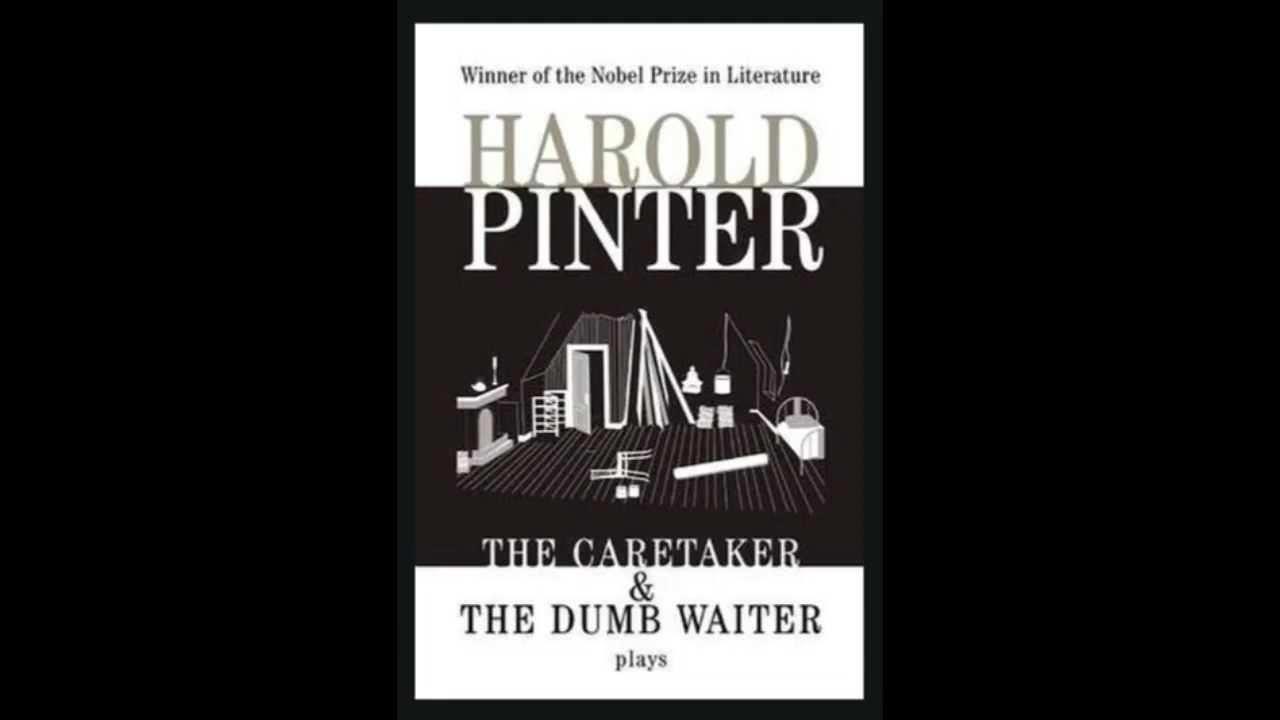 Winner of the Nobel Prize in Literature
HAROLD
PINTER
THE CARETAKER
&
THE DUMB WAITER
plays